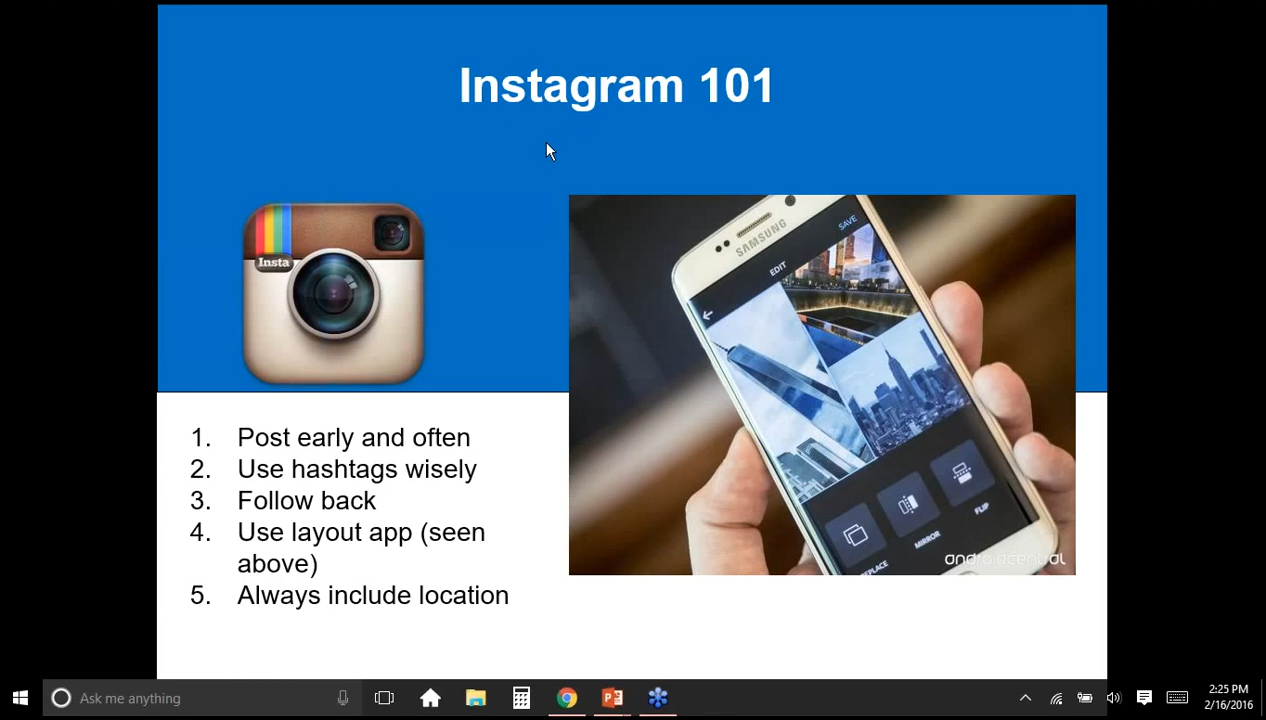 Instagram 101
Insta
SAMSUNG
SAVE
EDIT
REPLACE
MIRROR
FLIP
androidcentral
1. Post early and often
2. Use hashtags wisely
3. Follow back
4. Use layout app (seen
above)
5. Always include location
Ask me anything
2:25 PM
2/16/2016